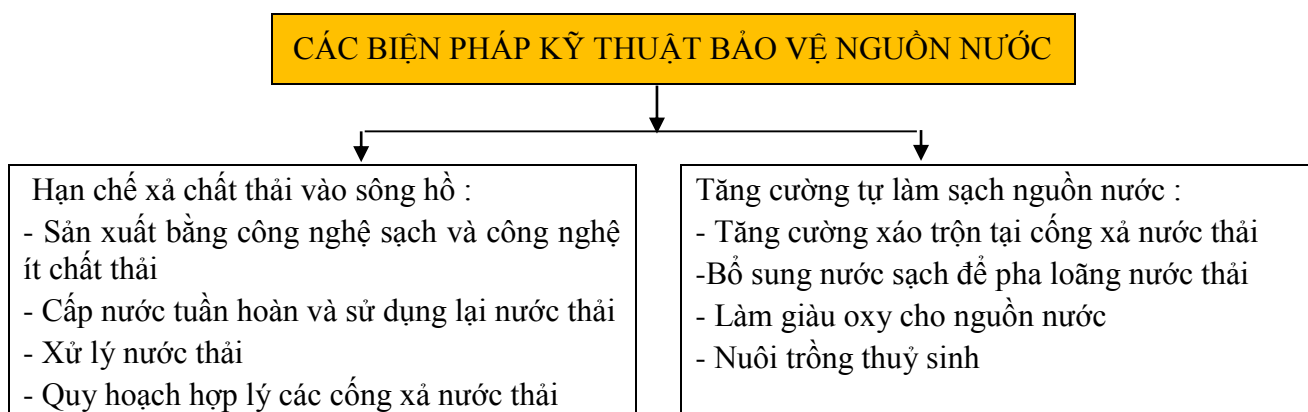 CÁC BIỆN PHÁP KỸ THUẬT BẢO VỆ NGUỒN NƯỚC
Hạn chế xả chất thải vào sông hồ :
- Sản xuất bằng công nghệ sạch và công nghệ
ít chất thải
- Cấp nước tuần hoàn và sử dụng lại nước thải
- Xử lý nước thải
- Quy hoạch hợp lý các cống xả nước thải
Tăng cường tự làm sạch nguồn nước :
- Tăng cường xáo trộn tại cống xả nước thải
-Bổ sung nước sạch để pha loãng nước thải
- Làm giàu oxy cho nguồn nước
- Nuôi trồng thuỷ sinh